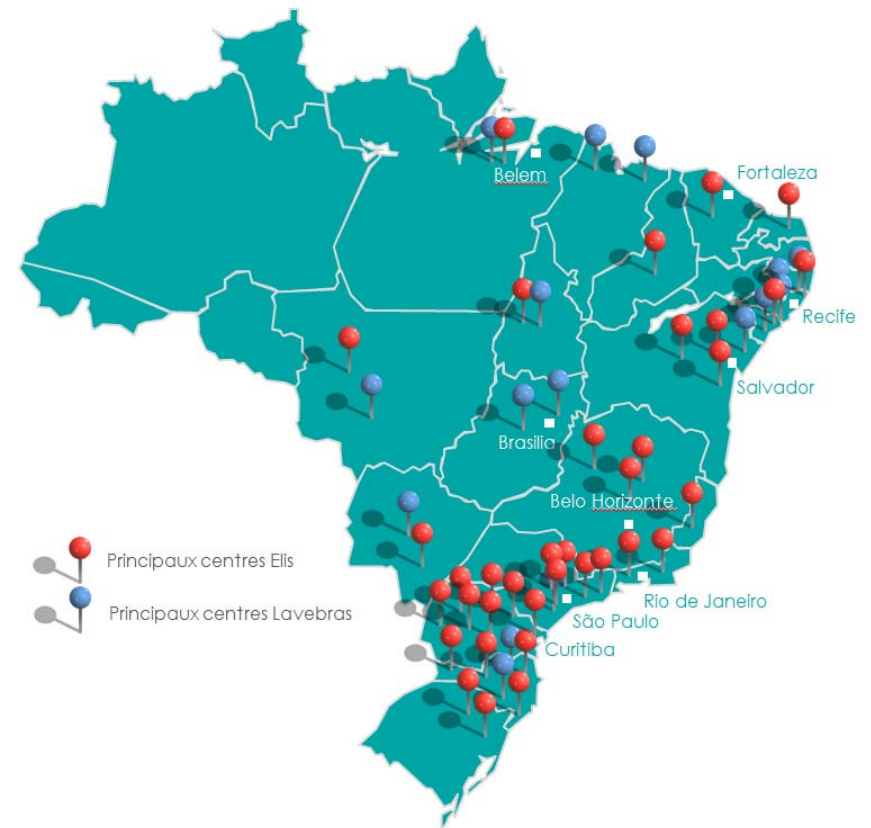 Fortaleza
Belem
Recife
Salvador
Brasilia
Belo Horizonte
Principaux centres Elis
Rio de Janeiro
Principaux centres Lavebras
São Paulo
Curitiba